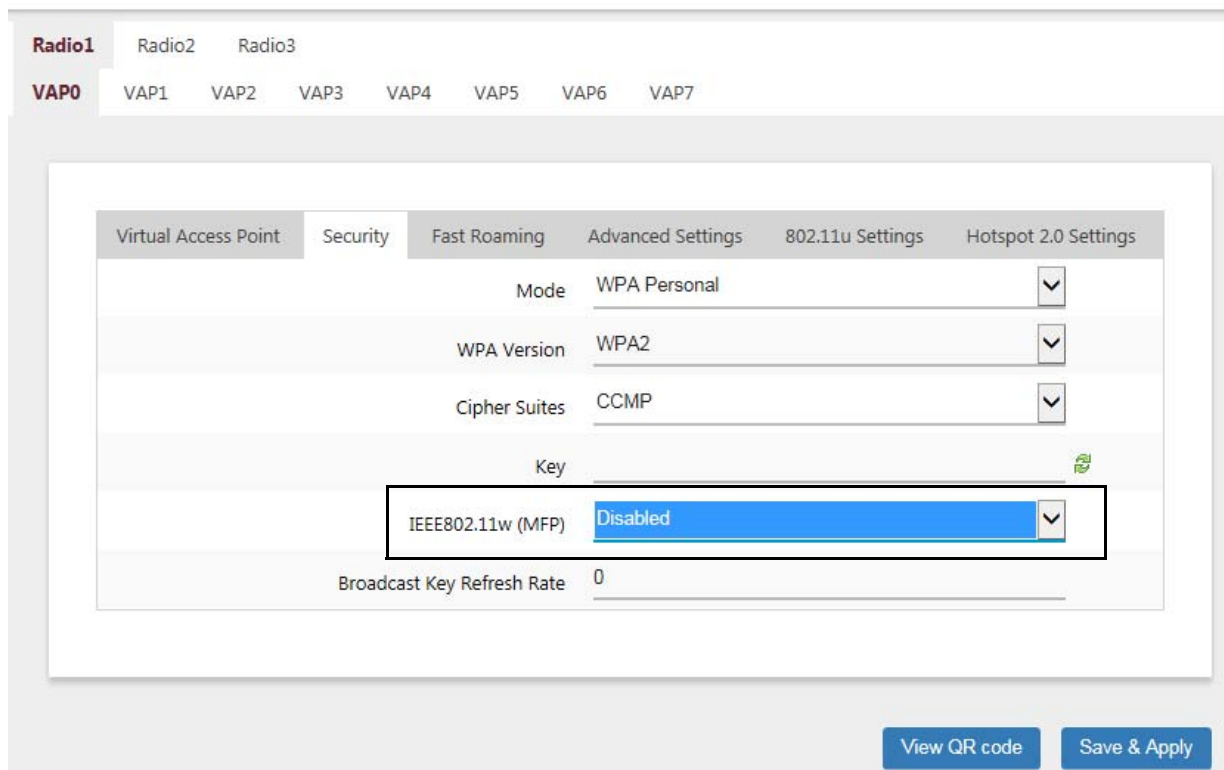 Radio1 Radio2 Radio3
VAP0 VAP1 VAP2 VAP3 VAP4 VAP5 VAP6 VAP7
Virtual Access Point Security Fast Roaming Advanced Settings 802.11u Settings Hotspot 2.0 Settings
Mode WPA Personal
WPA Version WPA2
Cipher Suites CCMP
Key
IEEE802.11w (MFP) Disabled
Broadcast Key Refresh Rate 0
View QR code Save & Apply